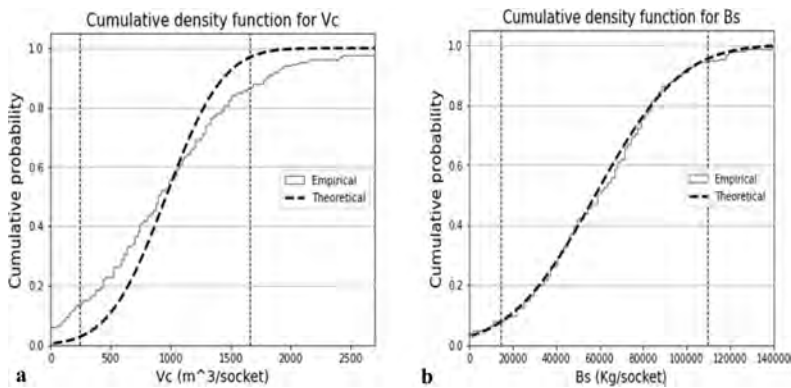 Cumulative density function for Vc
Cumulative probability
1.0
0.8
0.6
0.4
0.2
0.0
Empirical
Theoretical
0
500
1000
1500
2000
2500
a
Vc (m^3/socket)
Cumulative density function for Bs
Cumulative probability
1.0
0.8
0.6
0.4
0.2
0.0
Empirical
Theoretical
0
20000
40000
60000
80000
100000
120000
140000
b
Bs (Kg/socket)